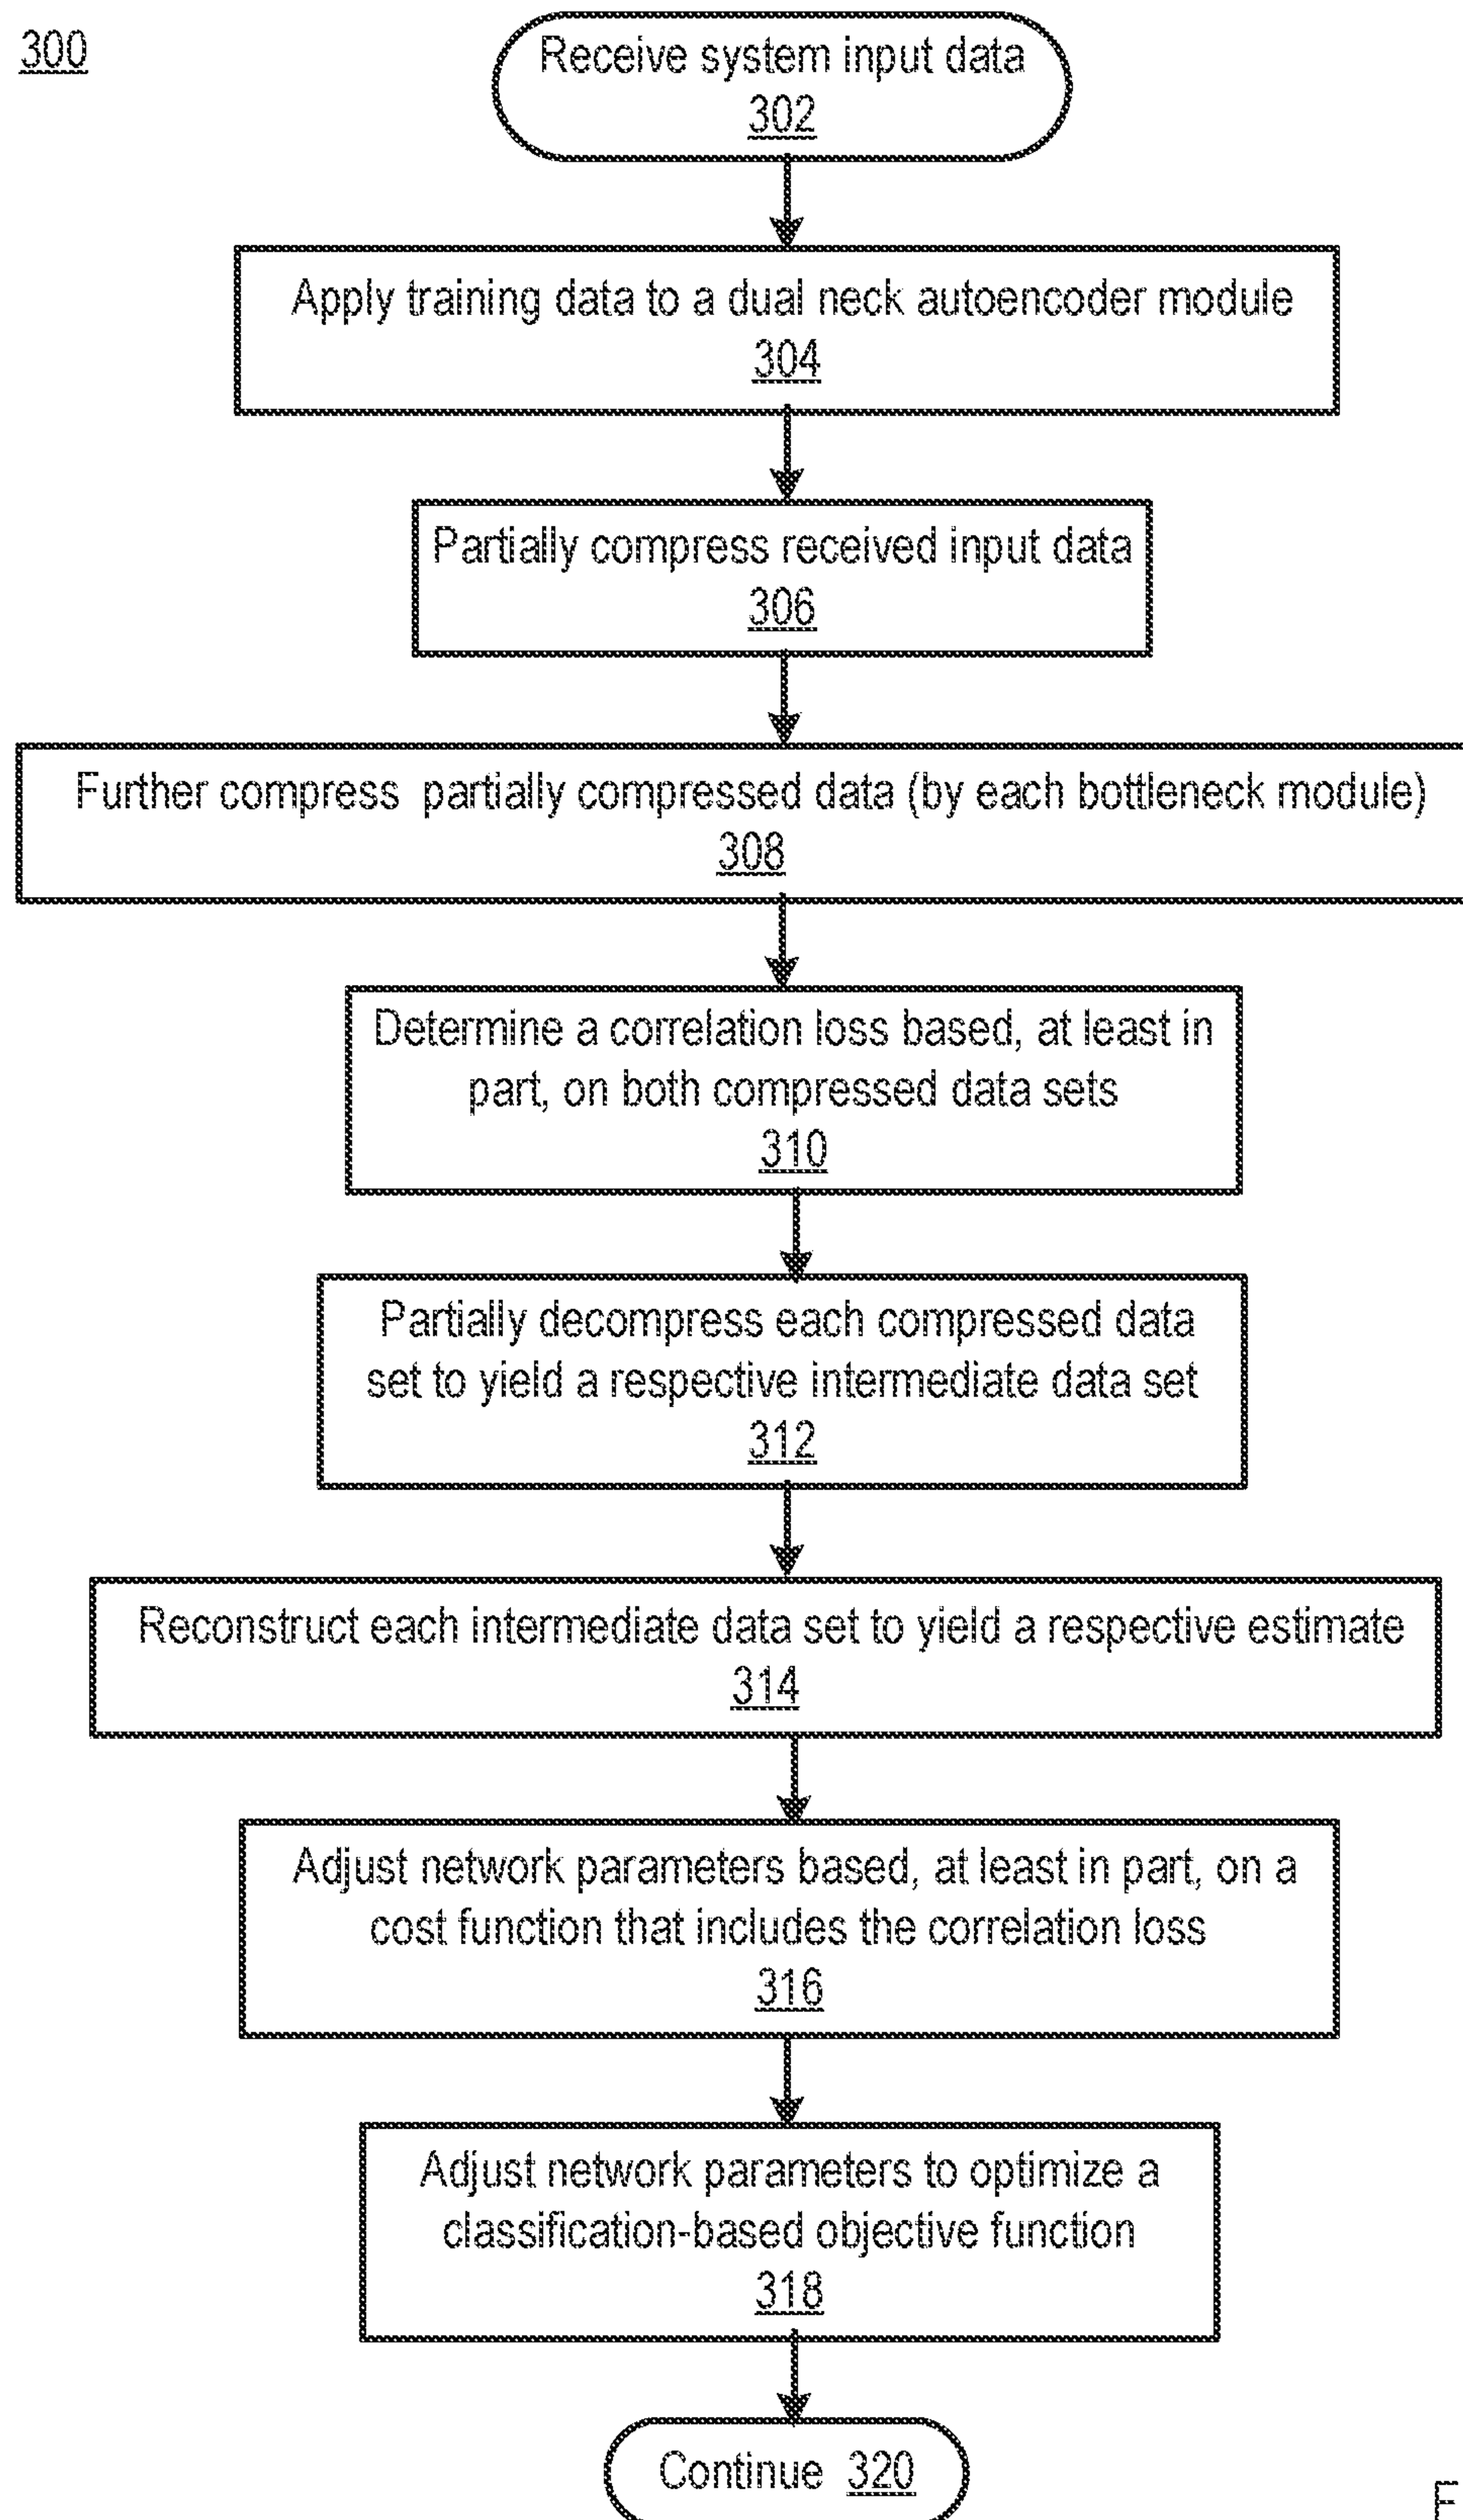 300
Receive system input data
302
Apply training data to a dual neck autoencoder module
304
Partially compress received input data
306
Further compress partially compressed data (by each bottleneck module)
308
Determine a correlation loss based, at least in
part, on both compressed data sets
310
Partially decompress each compressed data
set to yield a respective intermediate data set
312
Reconstruct each intermediate data set to yield a respective estimate
314
Adjust network parameters based, at least in part, on a
cost function that includes the correlation loss
316
Adjust network parameters to optimize a
classification-based objective function
318
Continue 320